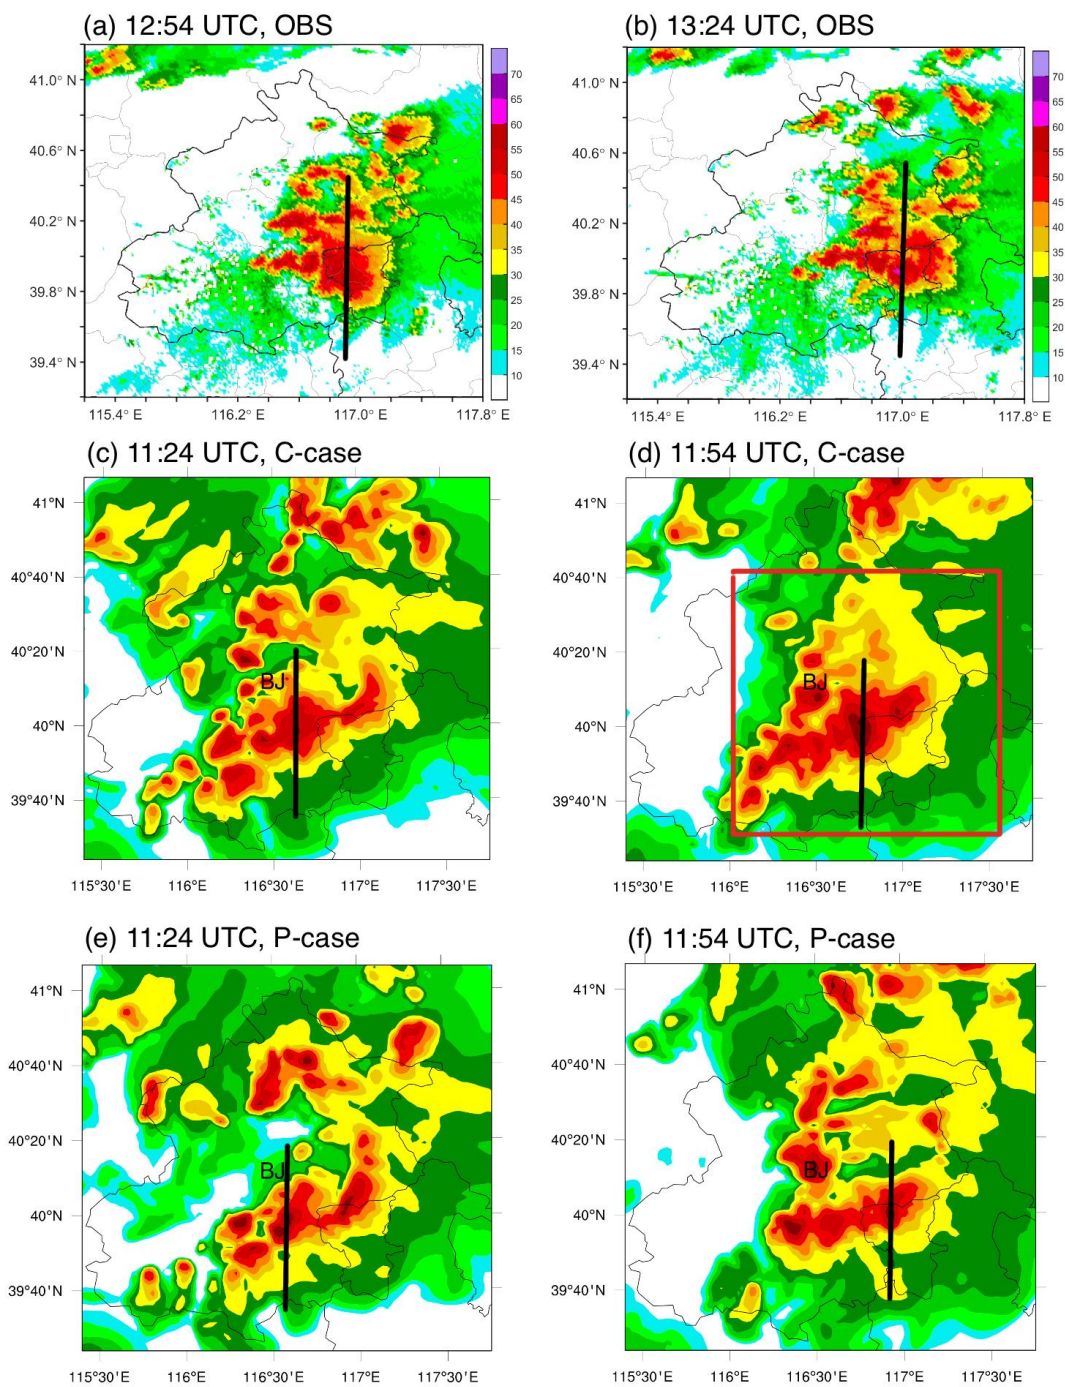 (a) 12:54 UTC, OBS
(b) 13:24 UTC, OBS
41.0° N
40.6° N
40.2° N
39.8° N
39.4° N
115.4° E
116.2° E
117.0° E
117.8° E
70
65
60
55
50
45
40
35
30
25
20
15
10
41.0° N
40.6° N
40.2° N
39.8° N
39.4° N
115.4° E
116.2° E
117.0° E
117.8° E
70
65
60
55
50
45
40
35
30
25
20
15
10
(c) 11:24 UTC, C-case
(d) 11:54 UTC, C-case
41°N
40°40'N
40°20'N
40°N
39°40'N
BJ
115°30'E
116°E
116°30'E
117°E
117°30'E
41°N
40°40'N
40°20'N
40°N
39°40'N
BJ
115°30'E
116°E
116°30'E
117°E
117°30'E
(e) 11:24 UTC, P-case
(f) 11:54 UTC, P-case
41°N
40°40'N
40°20'N
40°N
39°40'N
BJ
115°30'E
116°E
116°30'E
117°E
117°30'E
41°N
40°40'N
40°20'N
40°N
39°40'N
BJ
115°30'E
116°E
116°30'E
117°E
117°30'E